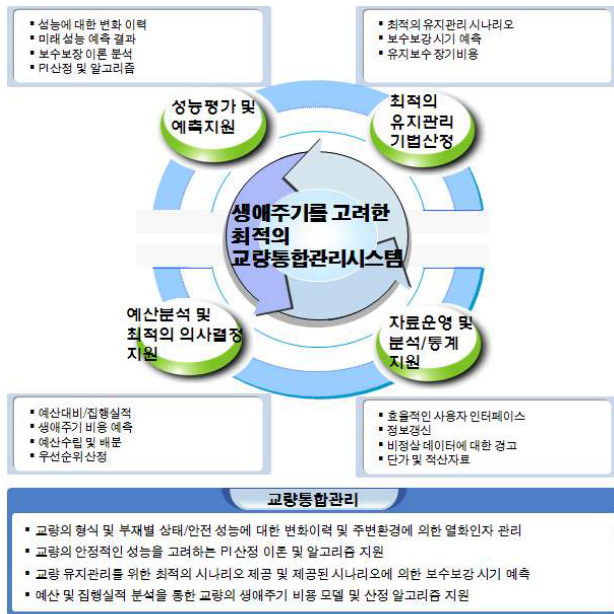 ▪ 성능에 대한 변화 이력
▪ 미래 성능 예측 결과
▪ 보수보장 이론 분석
▪ PI산정 및 알고리즘
▪ 최적의 유지관리 시나리오
▪ 보수보강 시기 예측
▪ 유지보수 장기비용
성능평가 및
예측지원
최적의
유지관리
기법산정
생애주기를 고려한
최적의
교량통합관리시스템
예산분석 및
최적의 의사결정
지원
자료운영 및
분석/통계
지원
▪ 예산대비/집행실적
▪ 생애주기 비용 예측
▪ 예산수립 및 배분
▪ 우선순위 산정
▪ 효율적인 사용자 인터페이스
▪ 정보갱신
▪ 비정상 데이터에 대한 경고
▪ 단가 및 적산자료
교량통합관리
▪ 교량의 형식 및 부재별 상태/안전 성능에 대한 변화이력 및 주변환경에 의한 열화인자 관리
▪ 교량의 안정적인 성능을 고려하는 PI산정 이론 및 알고리즘 지원
▪ 교량 유지관리를 위한 최적의 시나리오 제공 및 제공된 시나리오에 의한 보수보강 시기 예측
▪ 예산 및 집행실적 분석을 통한 교량의 생애주기 비용 모델 및 산정 알고리즘 지원